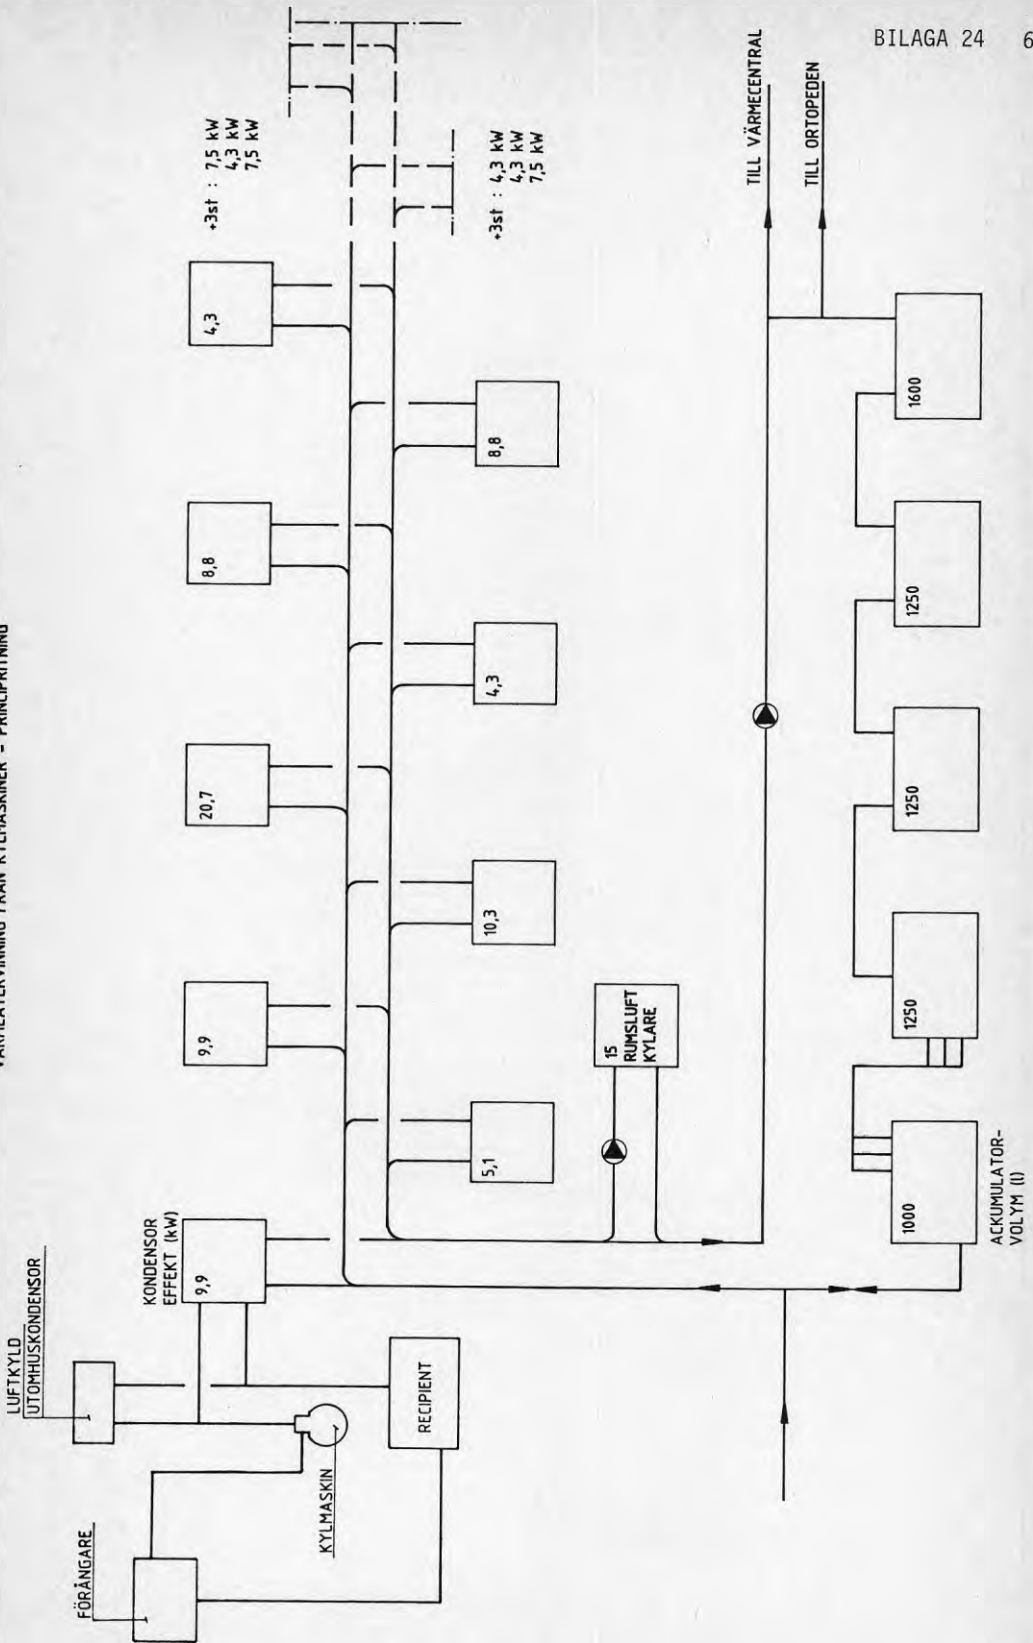 BILAGA 24 6
VÄRMEÅTERVINNING FRÅN KYLMASKINER - PRINCIPRITNING
LUFTKYLD
UTOMHUSKONDENSOR
FÖRÅNGARE
KYLMASKIN
RECIPIENT
KONDENSOR
EFFEKT (kW)
9,9
9,9
20,7
8,8
4,3
5,1
10,3
4,3
8,8
+3st : 7,5 kW
4,3 kW
7,5 kW
+3st : 4,3 kW
4,3 kW
7,5 kW
15
RUMSLUFT
KYLARE
TILL VÄRMECENTRAL
TILL ORTOPEDEN
1000
1250
1250
1250
1600
ACKUMULATOR-
VOLYM (l)